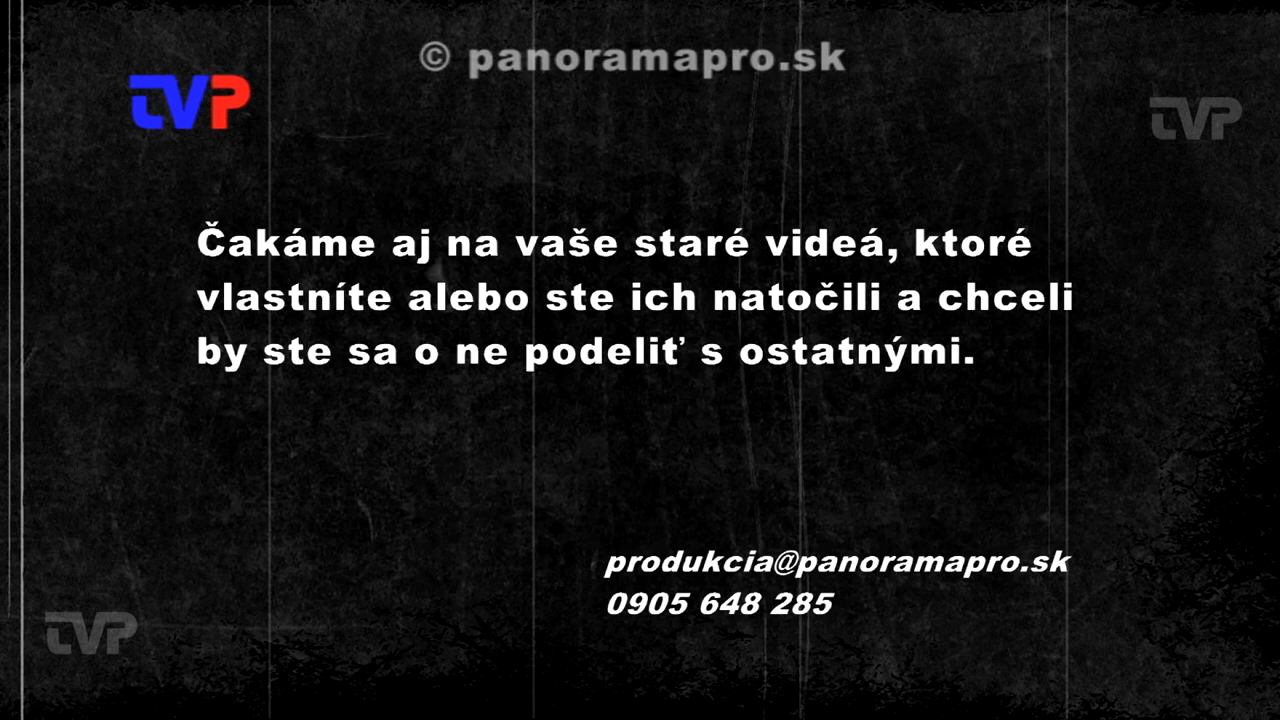 © panoramapro.sk
TVP
TVP
Čakáme aj na vaše staré videá, ktoré
vlastníte alebo ste ich natočili a chceli
by ste sa o ne podeliť s ostatnými.
produkcia@panoramapro.sk
0905 648 285
TVP